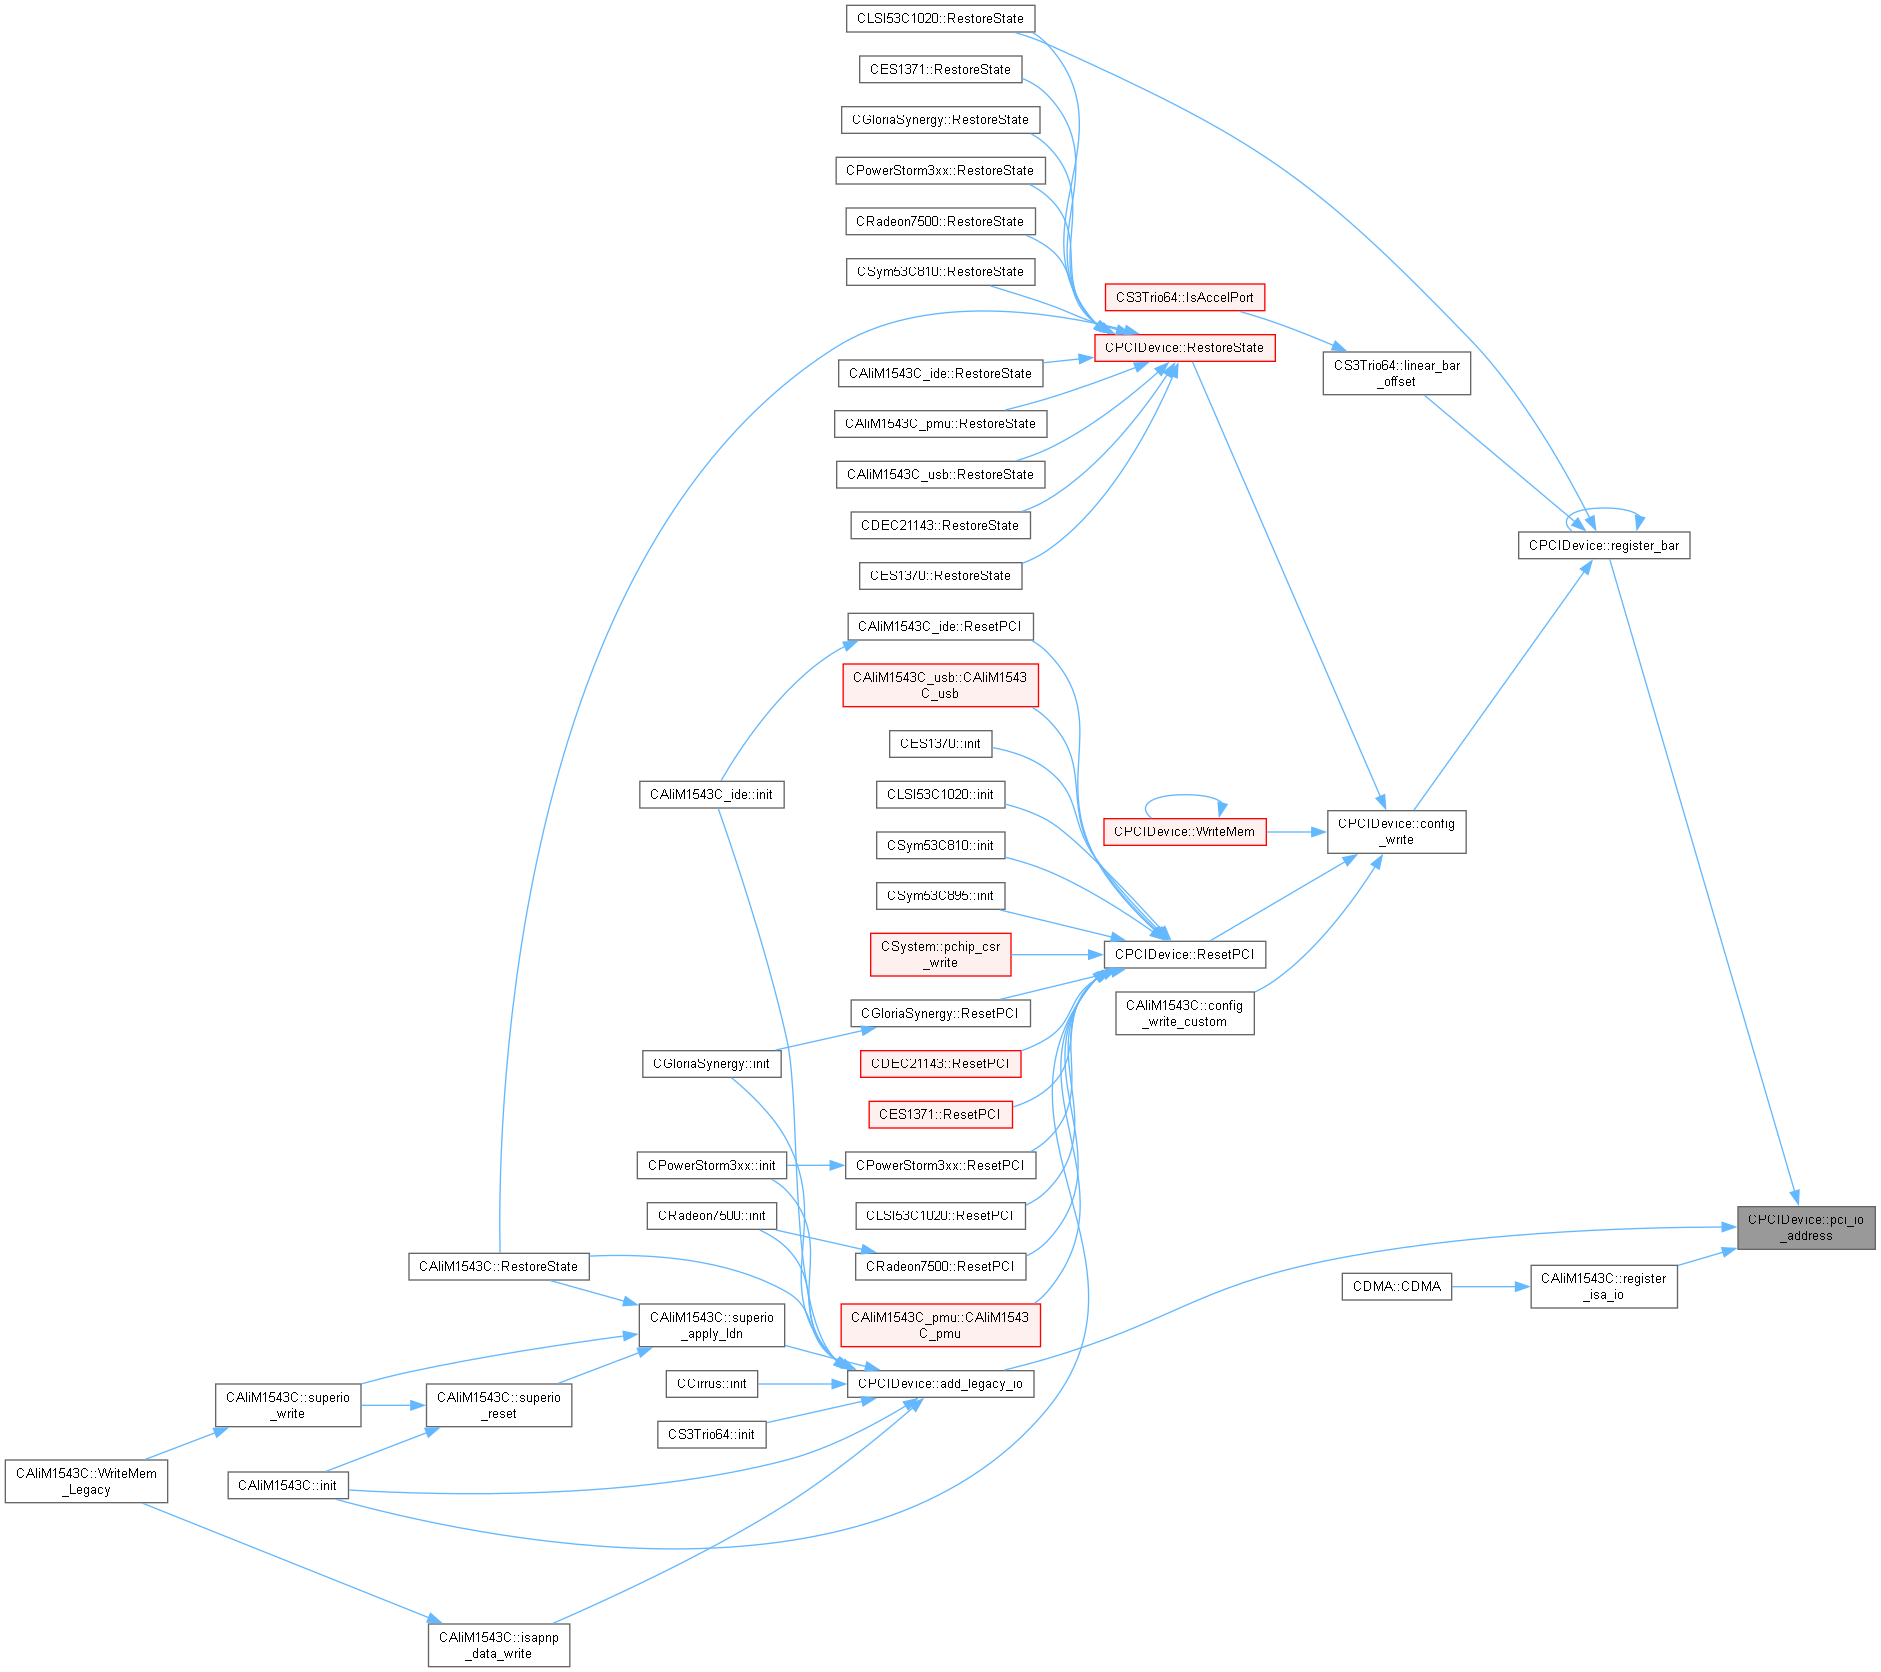 CLSI53C1020::RestoreState
CES1371::RestoreState
CGloriaSynergy::RestoreState
CPowerStorm3xx::RestoreState
CRadeon7500::RestoreState
CSym53C810::RestoreState
CS3Trio64::IsAccelPort
CPCIDevice::RestoreState
CS3Trio64::linear_bar
_offset
CAliM1543C_ide::RestoreState
CAliM1543C_pmu::RestoreState
CAliM1543C_usb::RestoreState
CDEC21143::RestoreState
CPCIDevice::register_bar
CES1370::RestoreState
CAliM1543C_ide::ResetPCI
CAliM1543C_usb::CAliM1543
C_usb
CES1370::init
CAliM1543C_ide::init
CLSI53C1020::init
CPCIDevice::WriteMem
CPCIDevice::config
_write
CSym53C810::init
CSym53C895::init
CSystem::pchip_csr
_write
CPCIDevice::ResetPCI
CGloriaSynergy::ResetPCI
CAliM1543C::config
_write_custom
CGloriaSynergy::init
CDEC21143::ResetPCI
CES1371::ResetPCI
CPowerStorm3xx::init
CPowerStorm3xx::ResetPCI
CRadeon7500::init
CLSI53C1020::ResetPCI
CPCIDevice::pci_io
_address
CAliM1543C::RestoreState
CRadeon7500::ResetPCI
CDMA::CDMA
CAliM1543C::register
_isa_io
CAliM1543C::superio
_apply_ldn
CAliM1543C_pmu::CAliM1543
C_pmu
CCirrus::init
CPCIDevice::add_legacy_io
CAliM1543C::superio
_write
CAliM1543C::superio
_reset
CS3Trio64::init
CAliM1543C::WriteMem
_Legacy
CAliM1543C::init
CAliM1543C::isapnp
_data_write